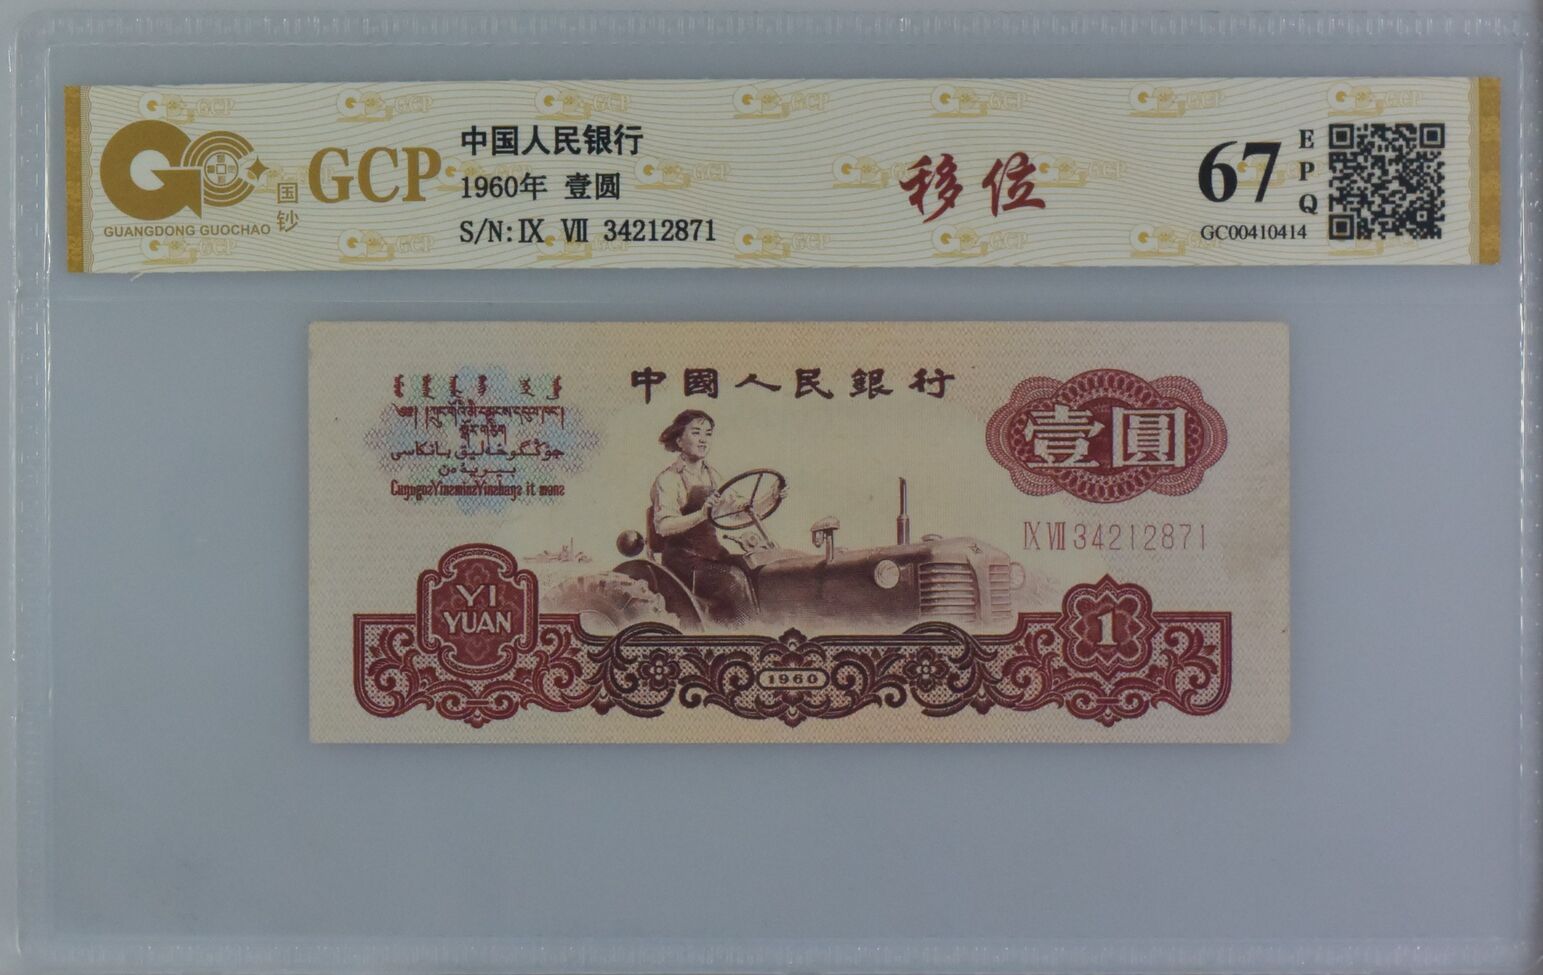 GCP
国钞
GUANGDONG GUOCHAO
中国人民银行
1960年 壹圆
S/N: IX VII 34212871
移位
67
EPQ
GC00410414
中國人民銀行
壹圓
IX VII 34212871
YI
YUAN
1
1960